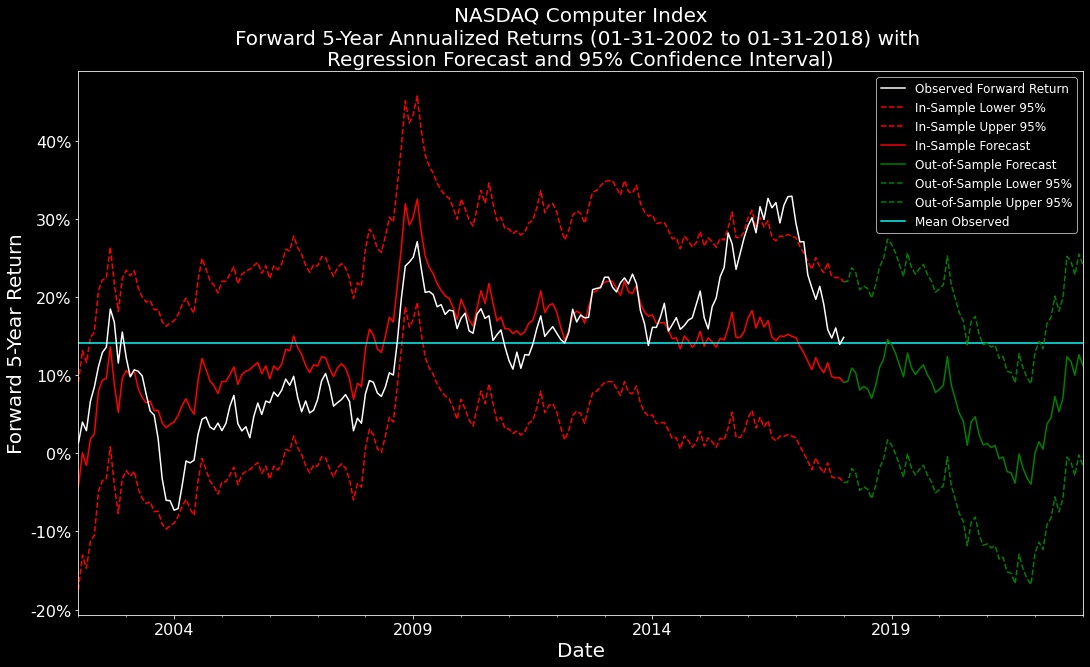 NASDAQ Computer Index
Forward 5-Year Annualized Returns (01-31-2002 to 01-31-2018) with
Regression Forecast and 95% Confidence Interval)
Observed Forward Return
In-Sample Lower 95%
In-Sample Upper 95%
In-Sample Forecast
Out-of-Sample Forecast
Out-of-Sample Lower 95%
Out-of-Sample Upper 95%
Mean Observed
Forward 5-Year Return
40%
30%
20%
10%
0%
-10%
-20%
2004
2009
2014
2019
Date